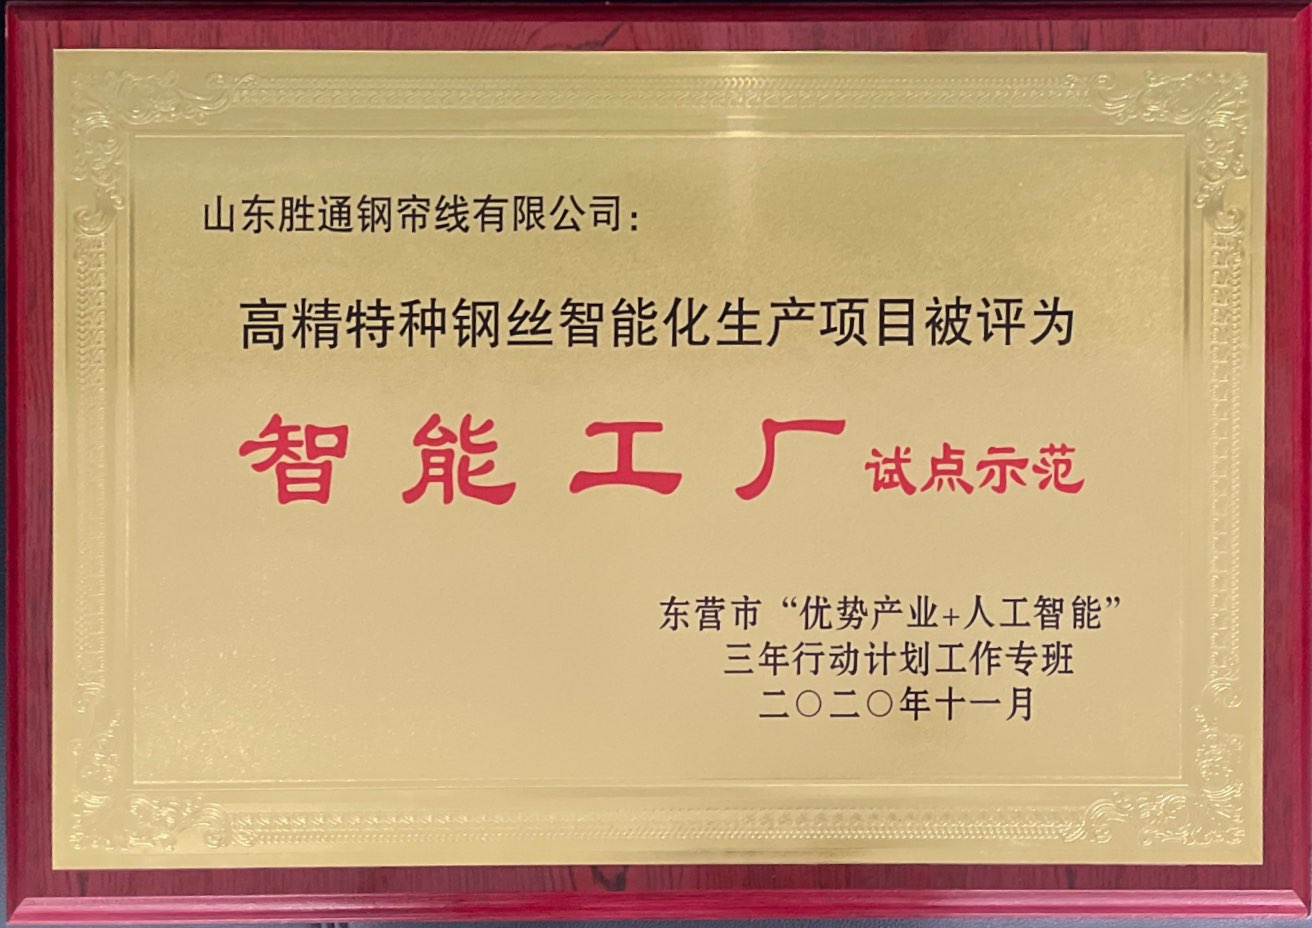 山东胜通钢帘线有限公司：
高精特种钢丝智能化生产项目被评为
智能工厂试点示范
东营市“优势产业+人工智能”
三年行动计划工作专班
二〇二〇年十一月